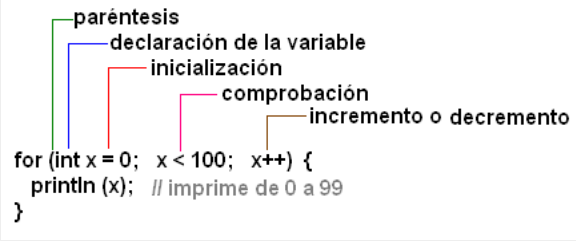 paréntesis
declaración de la variable
inicialización
comprobación
incremento o decremento
for (int x = 0; x < 100; x++) {
println (x); // imprime de 0 a 99
}